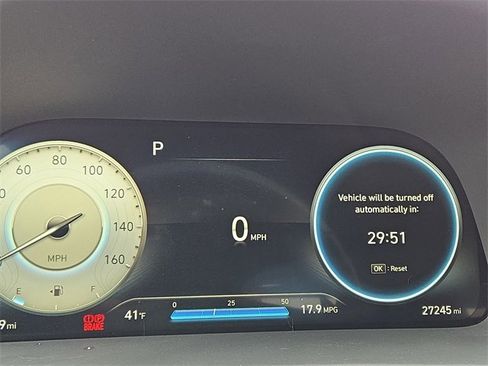 P
60 80 100
120
140
160
MPH
E F
9 mi
BRAKE
41°F
0 MPH
0 25 50
17.9 MPG
Vehicle will be turned off
automatically in:
29:51
OK : Reset
27245 mi